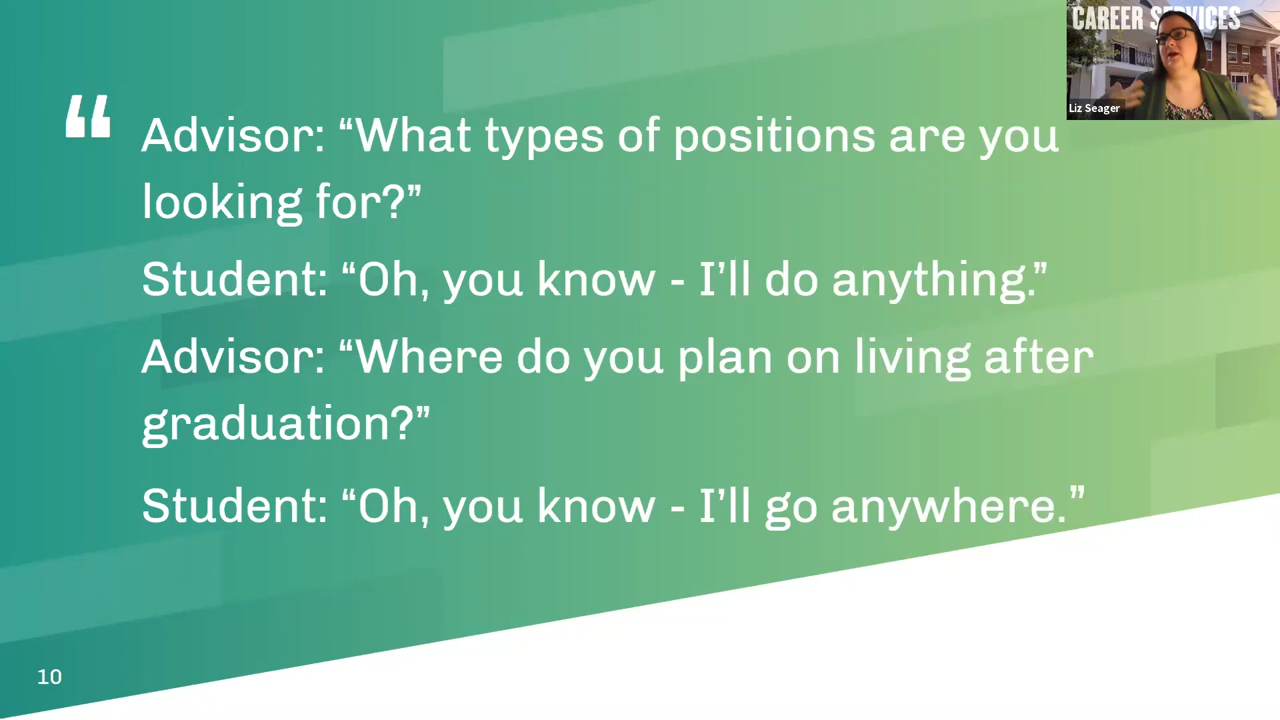 CAREER SERVICES
Liz Seager
“
Advisor: “What types of positions are you
looking for?”
Student: “Oh, you know - I’ll do anything.”
Advisor: “Where do you plan on living after
graduation?”
Student: “Oh, you know - I’ll go anywhere.”
10